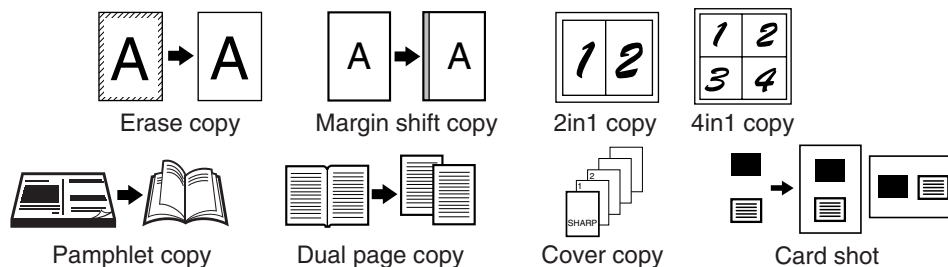 A A
Erase copy
A A
Margin shift copy
1 2
2in1 copy
1 2
3 4
4in1 copy
Pamphlet copy
Dual page copy
2
1
SHARP
Cover copy
Card shot